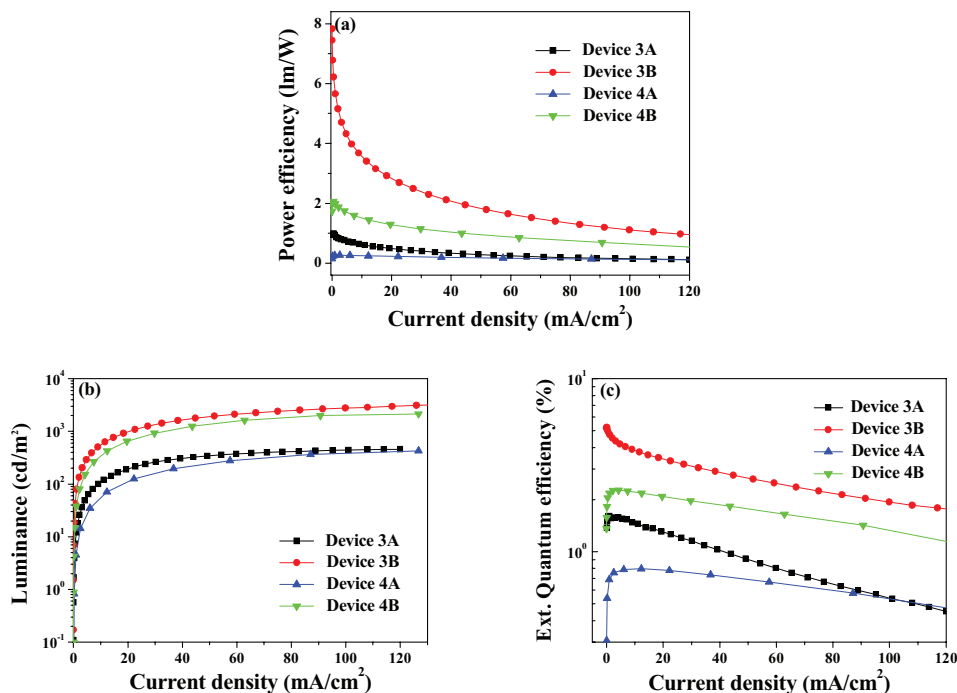 (a)
Power efficiency (lm/W)
8
6
4
2
0
Device 3A
Device 3B
Device 4A
Device 4B
0 20 40 60 80 100 120
Current density (mA/cm²)
(b)
Luminance (cd/m²)
10⁴
10³
10²
10¹
10⁰
10⁻¹
Device 3A
Device 3B
Device 4A
Device 4B
0 20 40 60 80 100 120
Current density (mA/cm²)
(c)
Ext. Quantum efficiency (%)
10¹
10⁰
Device 3A
Device 3B
Device 4A
Device 4B
0 20 40 60 80 100 120
Current density (mA/cm²)